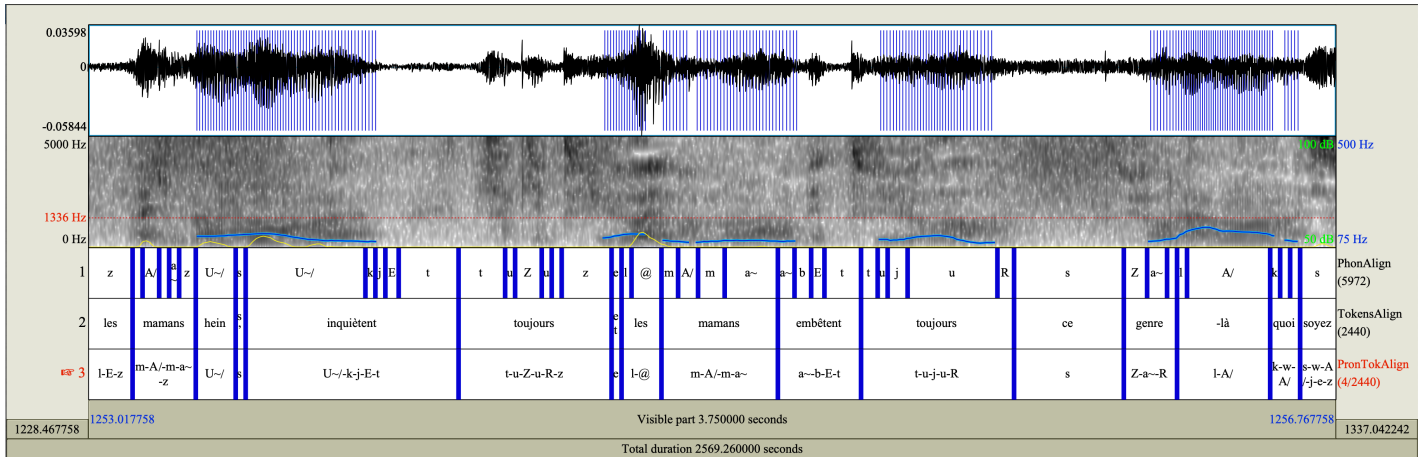 0.03598
0
-0.05844
5000 Hz 100 dB 500 Hz
1336 Hz
0 Hz 50 dB 75 Hz
1 z A/ a~ z U~/ s U~/ k j E t t u Z u z e l @ m A/ m a~ a~ b E t t u j u R s Z a~ l A/ k s PhonAlign (5972)
2 les mamans hein s' inquiètent toujours et les mamans embêtent toujours ce genre -là quoi soyez TokensAlign (2440)
3 l-E-z m-A/-m-a~-z U~/ s U~/-k-j-E-t t-u-Z-u-R-z e l-@ m-A/-m-a~ a~-b-E-t t-u-j-u-R s Z-a~-R l-A/ k-w-A/ s-w-A/-j-e-z PronTokAlign (4/2440)
1253.017758 Visible part 3.750000 seconds 1256.767758
1228.467758 1337.042242
Total duration 2569.260000 seconds